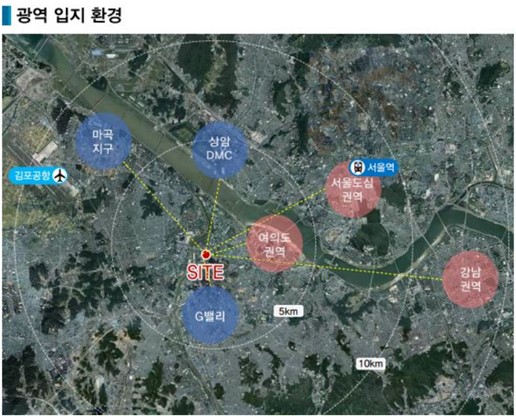 광역 입지 환경
마곡
지구
상암
DMC
김포공항
서울역
서울도심
권역
여의도
권역
SITE
강남
권역
G밸리
5km
10km